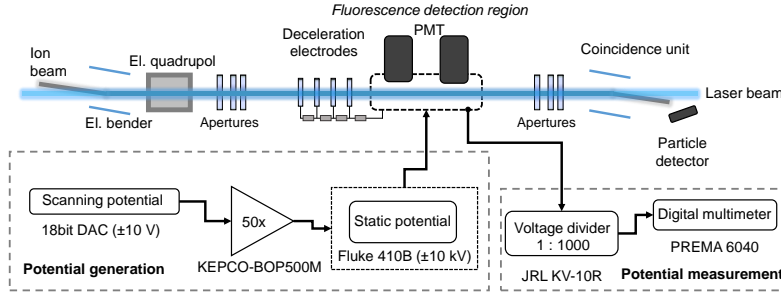 Fluorescence detection region
Deceleration
electrodes
PMT
El. quadrupol
Coincidence unit
Ion
beam
Laser beam
El. bender
Apertures
Apertures
Particle
detector
Scanning potential
18bit DAC (±10 V)
50x
KEPCO-BOP500M
Static potential
Fluke 410B (±10 kV)
Potential generation
Voltage divider
1 : 1000
JRL KV-10R
Digital multimeter
PREMA 6040
Potential measurement